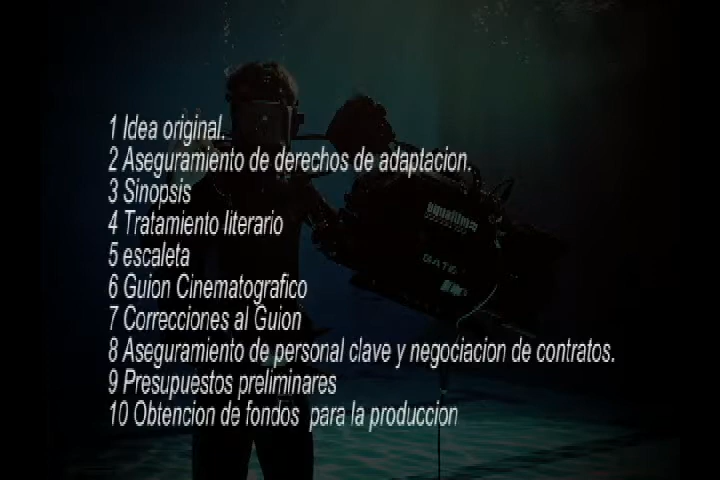 1 Idea original.
2 Aseguramiento de derechos de adaptacion.
3 Sinopsis
4 Tratamiento literario
5 escaleta
6 Guion Cinematografico
7 Correcciones al Guion
8 Aseguramiento de personal clave y negociacion de contratos.
9 Presupuestos preliminares
10 Obtencion de fondos para la produccion